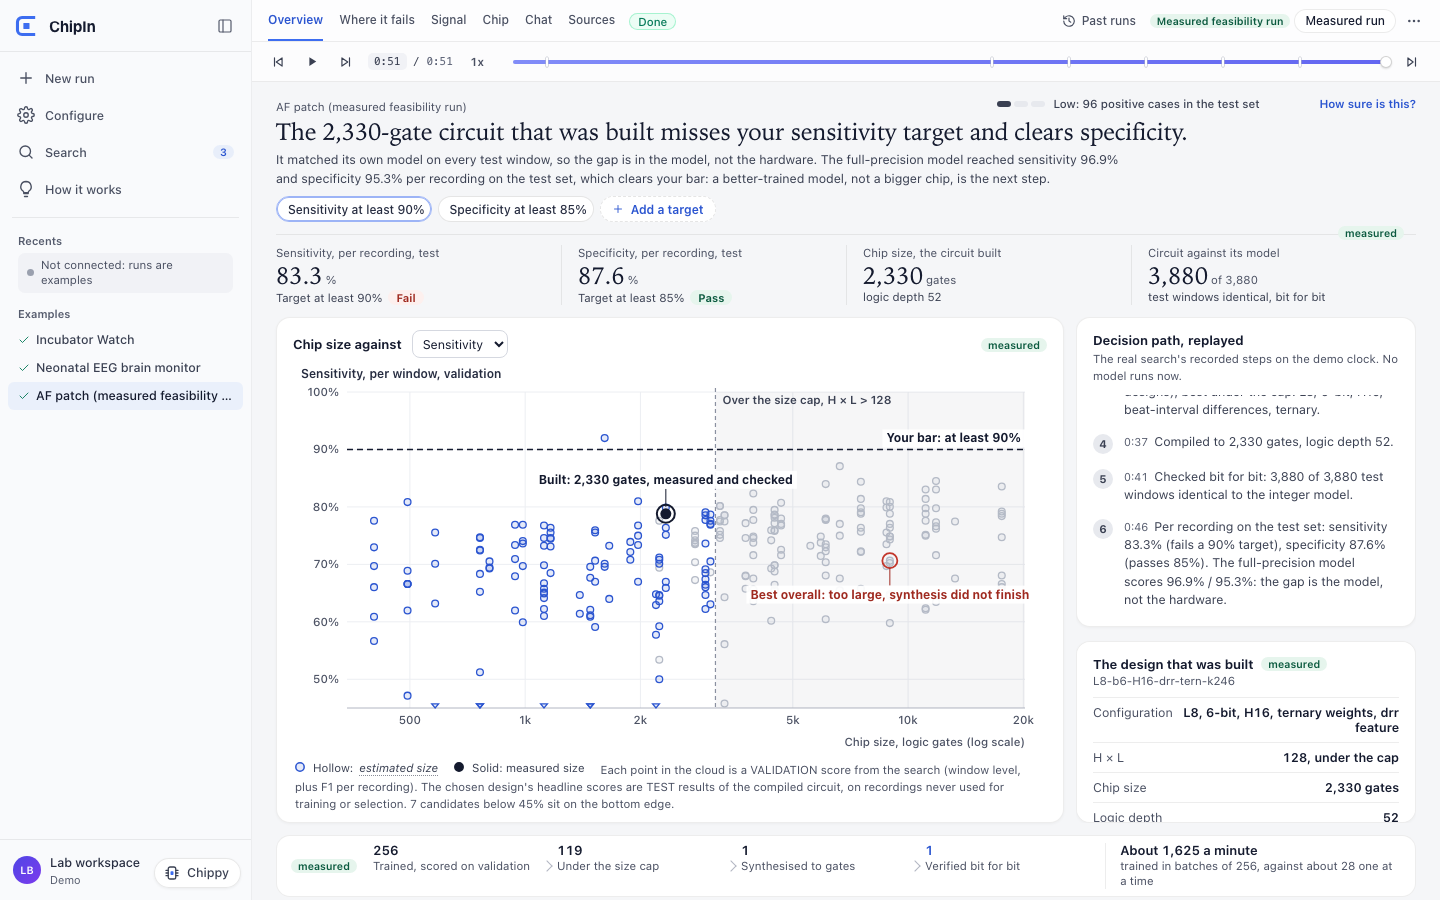 ChipIn
New run
Configure
Search
3
How it works
Recents
Not connected: runs are
examples
Examples
Incubator Watch
Neonatal EEG brain monitor
AF patch (measured feasibility ...
LB
Lab workspace
Demo
Chippy
Overview
Where it fails
Signal
Chip
Chat
Sources
Done
Past runs
Measured feasibility run
Measured run
0:51 / 0:51
1x
AF patch (measured feasibility run)
Low: 96 positive cases in the test set
How sure is this?
The 2,330-gate circuit that was built misses your sensitivity target and clears specificity.
It matched its own model on every test window, so the gap is in the model, not the hardware. The full-precision model reached sensitivity 96.9%
and specificity 95.3% per recording on the test set, which clears your bar: a better-trained model, not a bigger chip, is the next step.
Sensitivity at least 90%
Specificity at least 85%
+ Add a target
measured
Sensitivity, per recording, test
83.3 %
Target at least 90% Fail
Specificity, per recording, test
87.6 %
Target at least 85% Pass
Chip size, the circuit built
2,330 gates
logic depth 52
Circuit against its model
3,880 of 3,880
test windows identical, bit for bit
Chip size against
Sensitivity
measured
Sensitivity, per window, validation
100%
90%
80%
70%
60%
50%
Over the size cap, H × L > 128
Your bar: at least 90%
Built: 2,330 gates, measured and checked
Best overall: too large, synthesis did not finish
500
1k
2k
5k
10k
20k
Chip size, logic gates (log scale)
Hollow: estimated size
Solid: measured size
Each point in the cloud is a VALIDATION score from the search (window level,
plus F1 per recording). The chosen design's headline scores are TEST results of the compiled circuit, on recordings never used for
training or selection. 7 candidates below 45% sit on the bottom edge.
Decision path, replayed
The real search's recorded steps on the demo clock. No
model runs now.
beat-interval differences, ternary.
4
0:37 Compiled to 2,330 gates, logic depth 52.
5
0:41 Checked bit for bit: 3,880 of 3,880 test
windows identical to the integer model.
6
0:46 Per recording on the test set: sensitivity
83.3% (fails a 90% target), specificity 87.6%
(passes 85%). The full-precision model
scores 96.9% / 95.3%: the gap is the model,
not the hardware.
The design that was built
measured
L8-b6-H16-drr-tern-k246
Configuration
L8, 6-bit, H16, ternary weights, drr
feature
H × L
128, under the cap
Chip size
2,330 gates
Logic depth
52
measured
256
Trained, scored on validation
119
Under the size cap
1
Synthesised to gates
1
Verified bit for bit
About 1,625 a minute
trained in batches of 256, against about 28 one at
a time